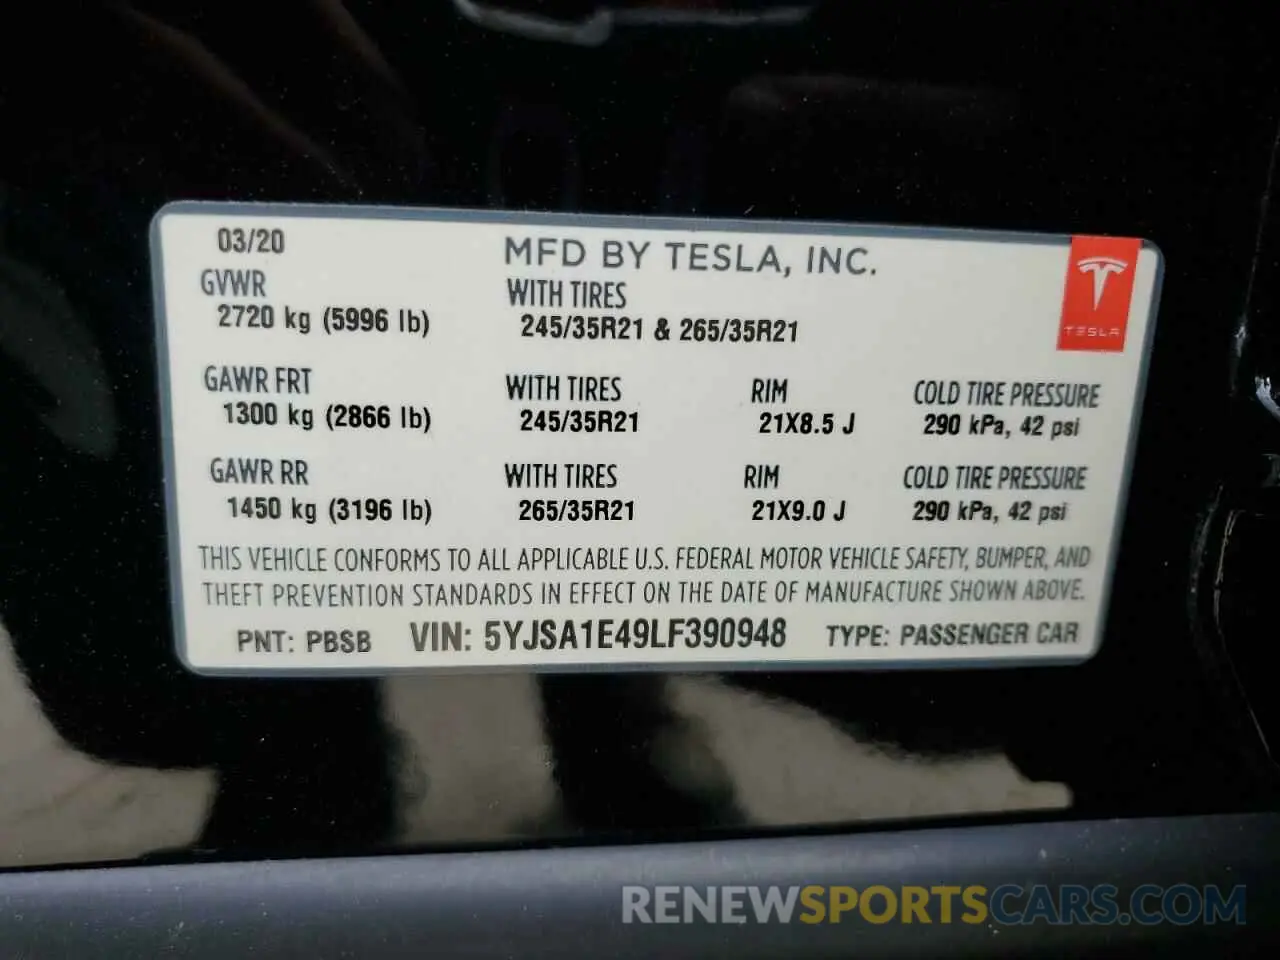 03/20 MFD BY TESLA, INC.
GVWR WITH TIRES
2720 kg (5996 lb) 245/35R21 & 265/35R21
TESLA
GAWR FRT WITH TIRES RIM COLD TIRE PRESSURE
1300 kg (2866 lb) 245/35R21 21X8.5 J 290 kPa, 42 psi
GAWR RR WITH TIRES RIM COLD TIRE PRESSURE
1450 kg (3196 lb) 265/35R21 21X9.0 J 290 kPa, 42 psi
THIS VEHICLE CONFORMS TO ALL APPLICABLE U.S. FEDERAL MOTOR VEHICLE SAFETY, BUMPER, AND
THEFT PREVENTION STANDARDS IN EFFECT ON THE DATE OF MANUFACTURE SHOWN ABOVE.
PNT: PBSB VIN: 5YJSA1E49LF390948 TYPE: PASSENGER CAR
RENEWSPORTSCARS.COM